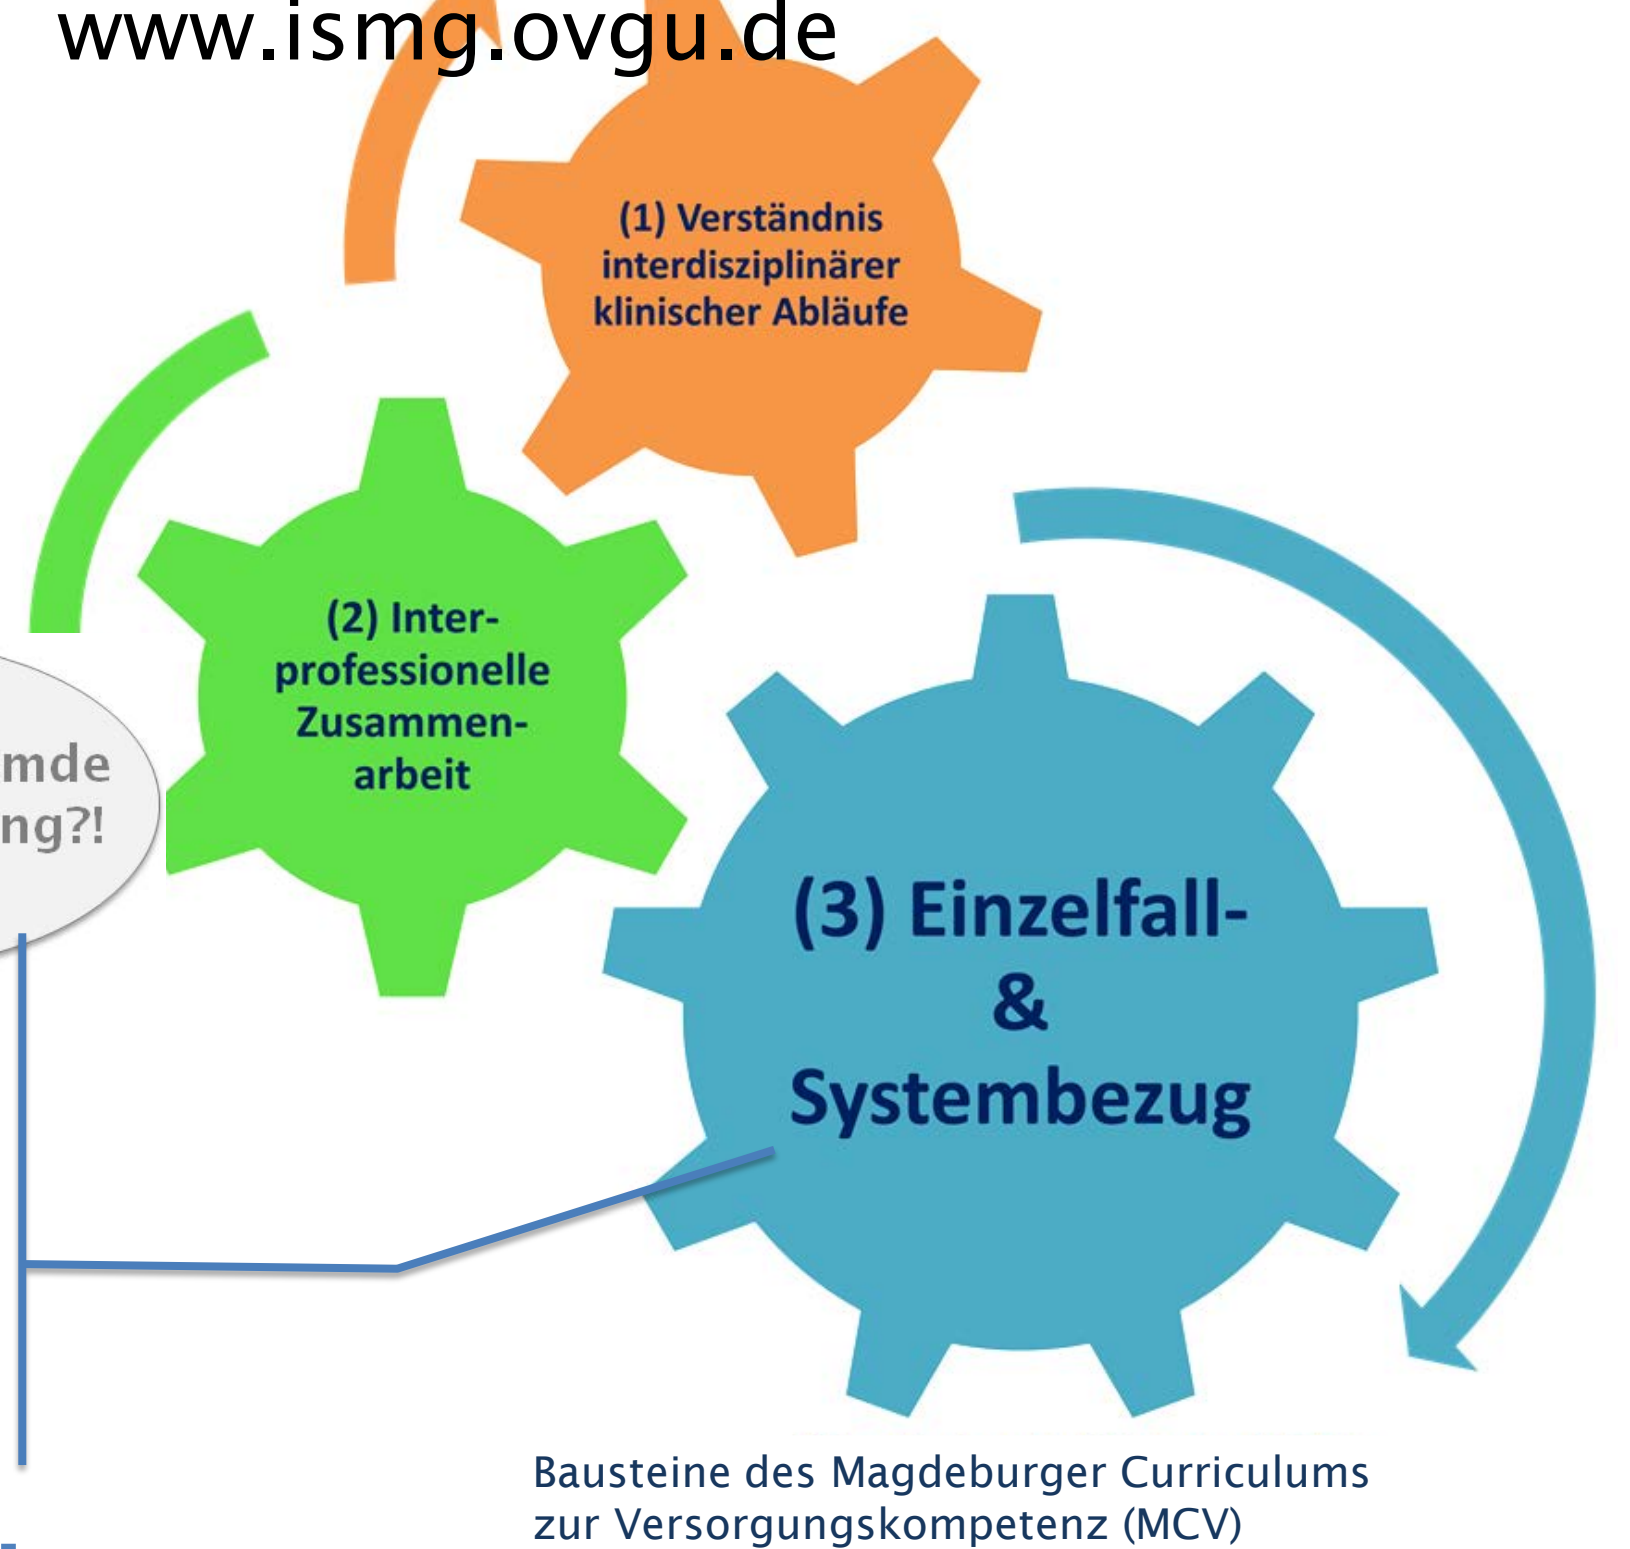 www.ismg.ovgu.de
(1) Verständnis
interdisziplinärer
klinischer Abläufe
(2) Inter-
professionelle
Zusammen-
arbeit
mde
ng?!
(3) Einzelfall-
&
Systembezug
Bausteine des Magdeburger Curriculums
zur Versorgungskompetenz (MCV)